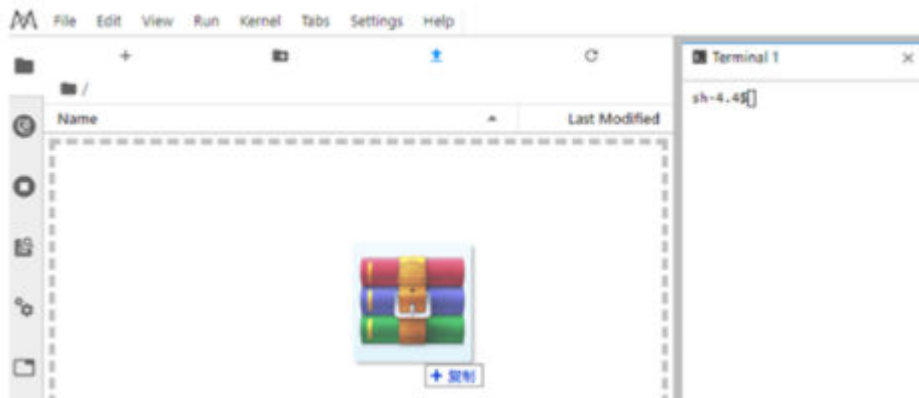 File Edit View Run Kernel Tabs Settings Help
/
Name Last Modified
Terminal 1
sh-4.4$
+ 复制